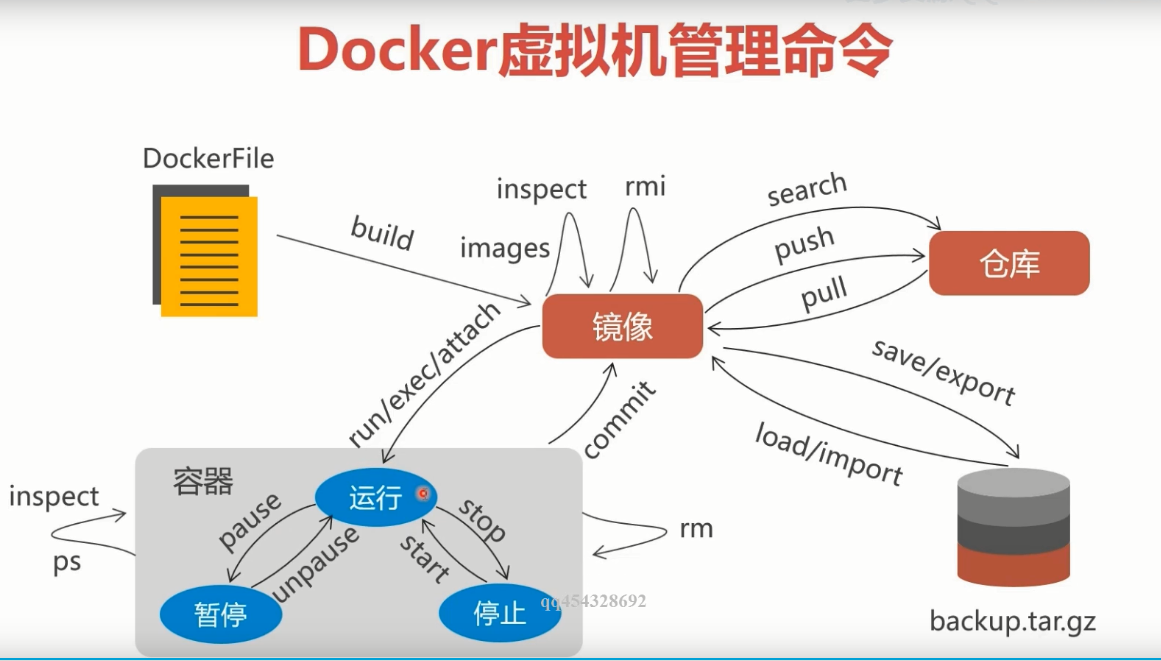 Docker虚拟机管理命令
DockerFile
build
inspect
rmi
images
search
push
pull
仓库
镜像
run/exec/attach
commit
save/export
load/import
容器
运行
pause
unpause
stop
start
暂停
停止
inspect
ps
rm
qq454328692
backup.tar.gz